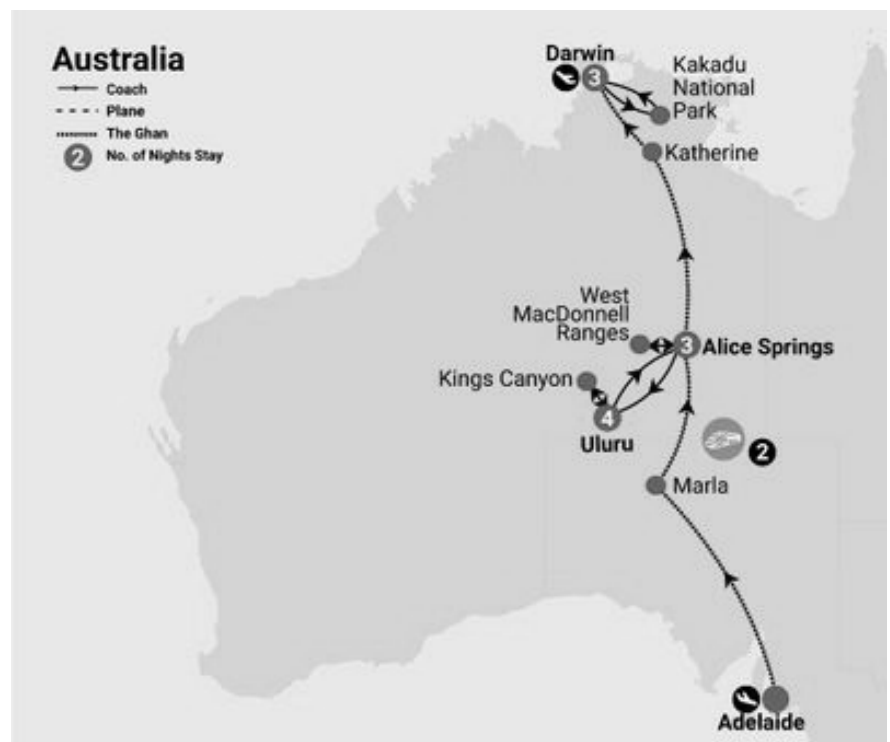 Australia
Coach
Plane
The Ghan
2 No. of Nights Stay
Darwin
3
Kakadu
National
Park
Katherine
West
MacDonnell
Ranges
3 Alice Springs
Kings Canyon
4
Uluru
2
Marla
Adelaide